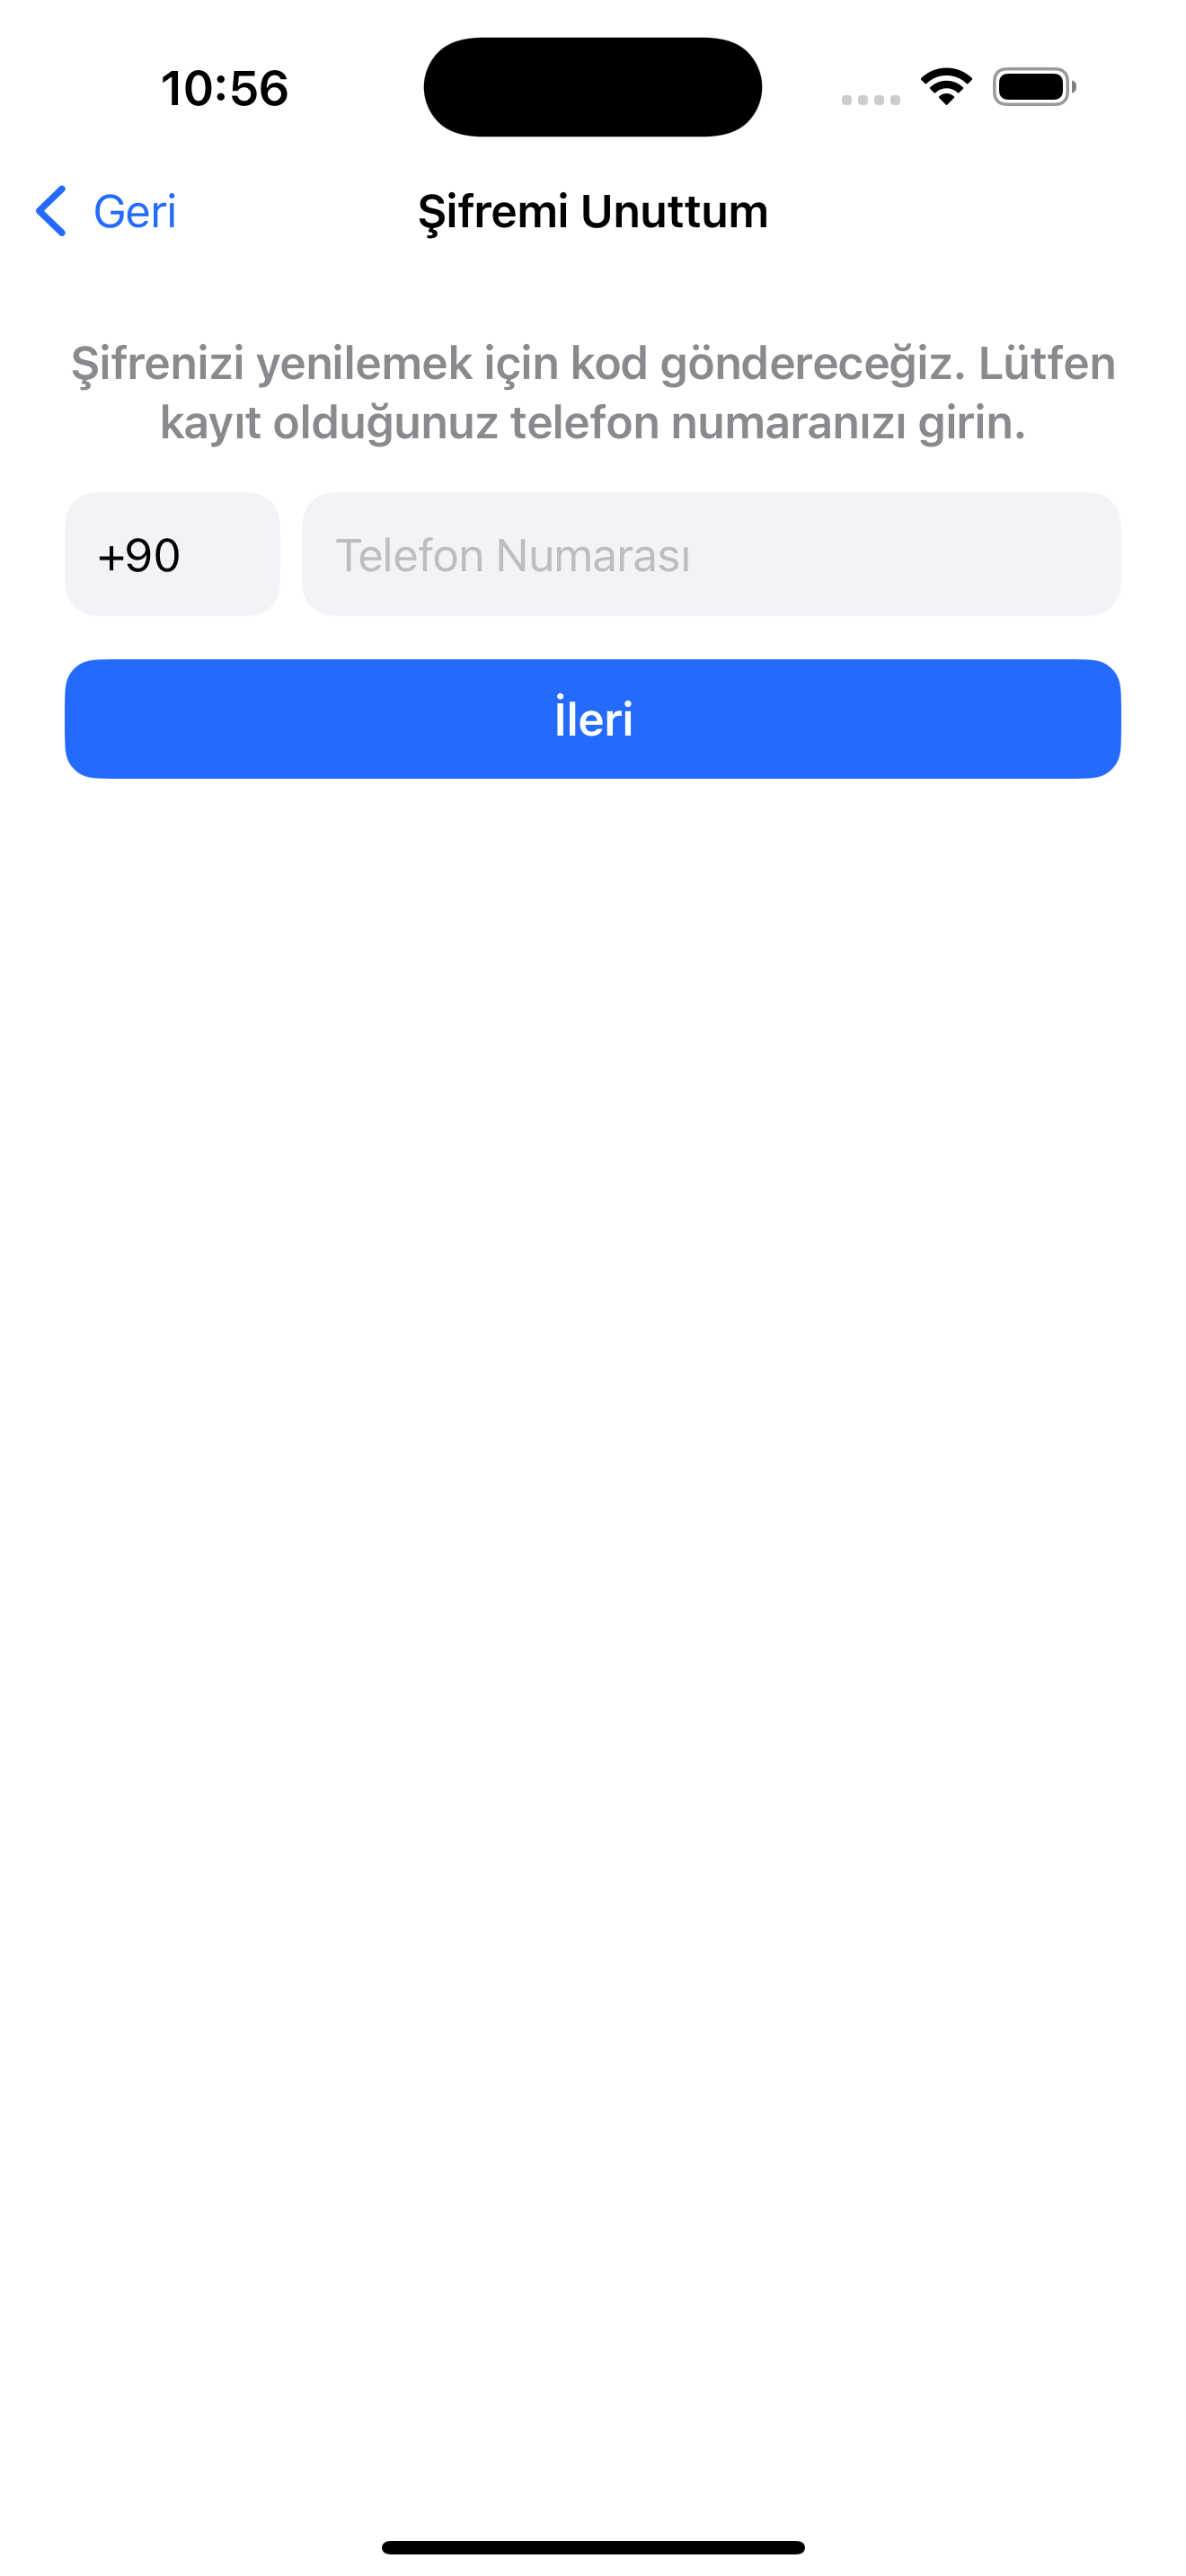 10:56
Geri
Şifremi Unuttum
Şifrenizi yenilemek için kod göndereceğiz. Lütfen
kayıt olduğunuz telefon numaranızı girin.
+90
Telefon Numarası
İleri